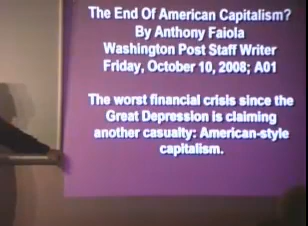 The End Of American Capitalism?
By Anthony Faiola
Washington Post Staff Writer
Friday, October 10, 2008; A01
The worst financial crisis since the
Great Depression is claiming
another casualty: American-style
capitalism.